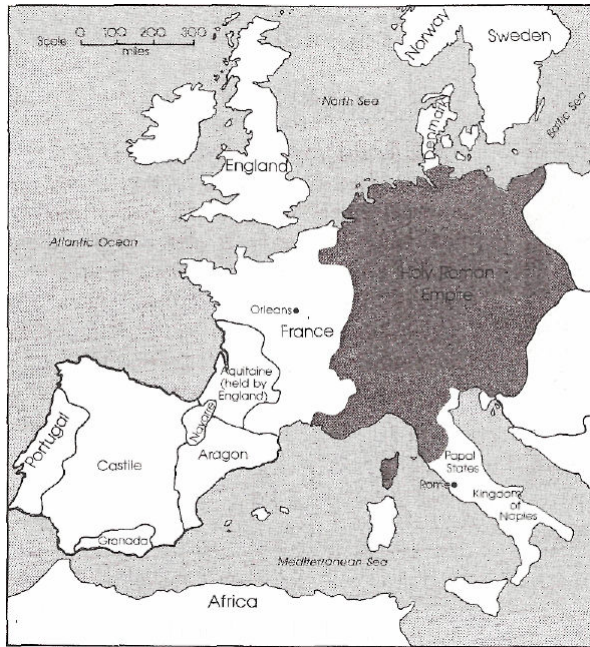 Scale 0 100 200 300
miles
Norway
Sweden
North Sea
Baltic Sea
Denmark
England
Atlantic Ocean
Holy Roman
Empire
Orleans
France
Aquitaine
(held by
England)
Navarre
Portugal
Castile
Aragon
Papal
States
Rome
Kingdom
of
Naples
Granada
Mediterranean Sea
Africa